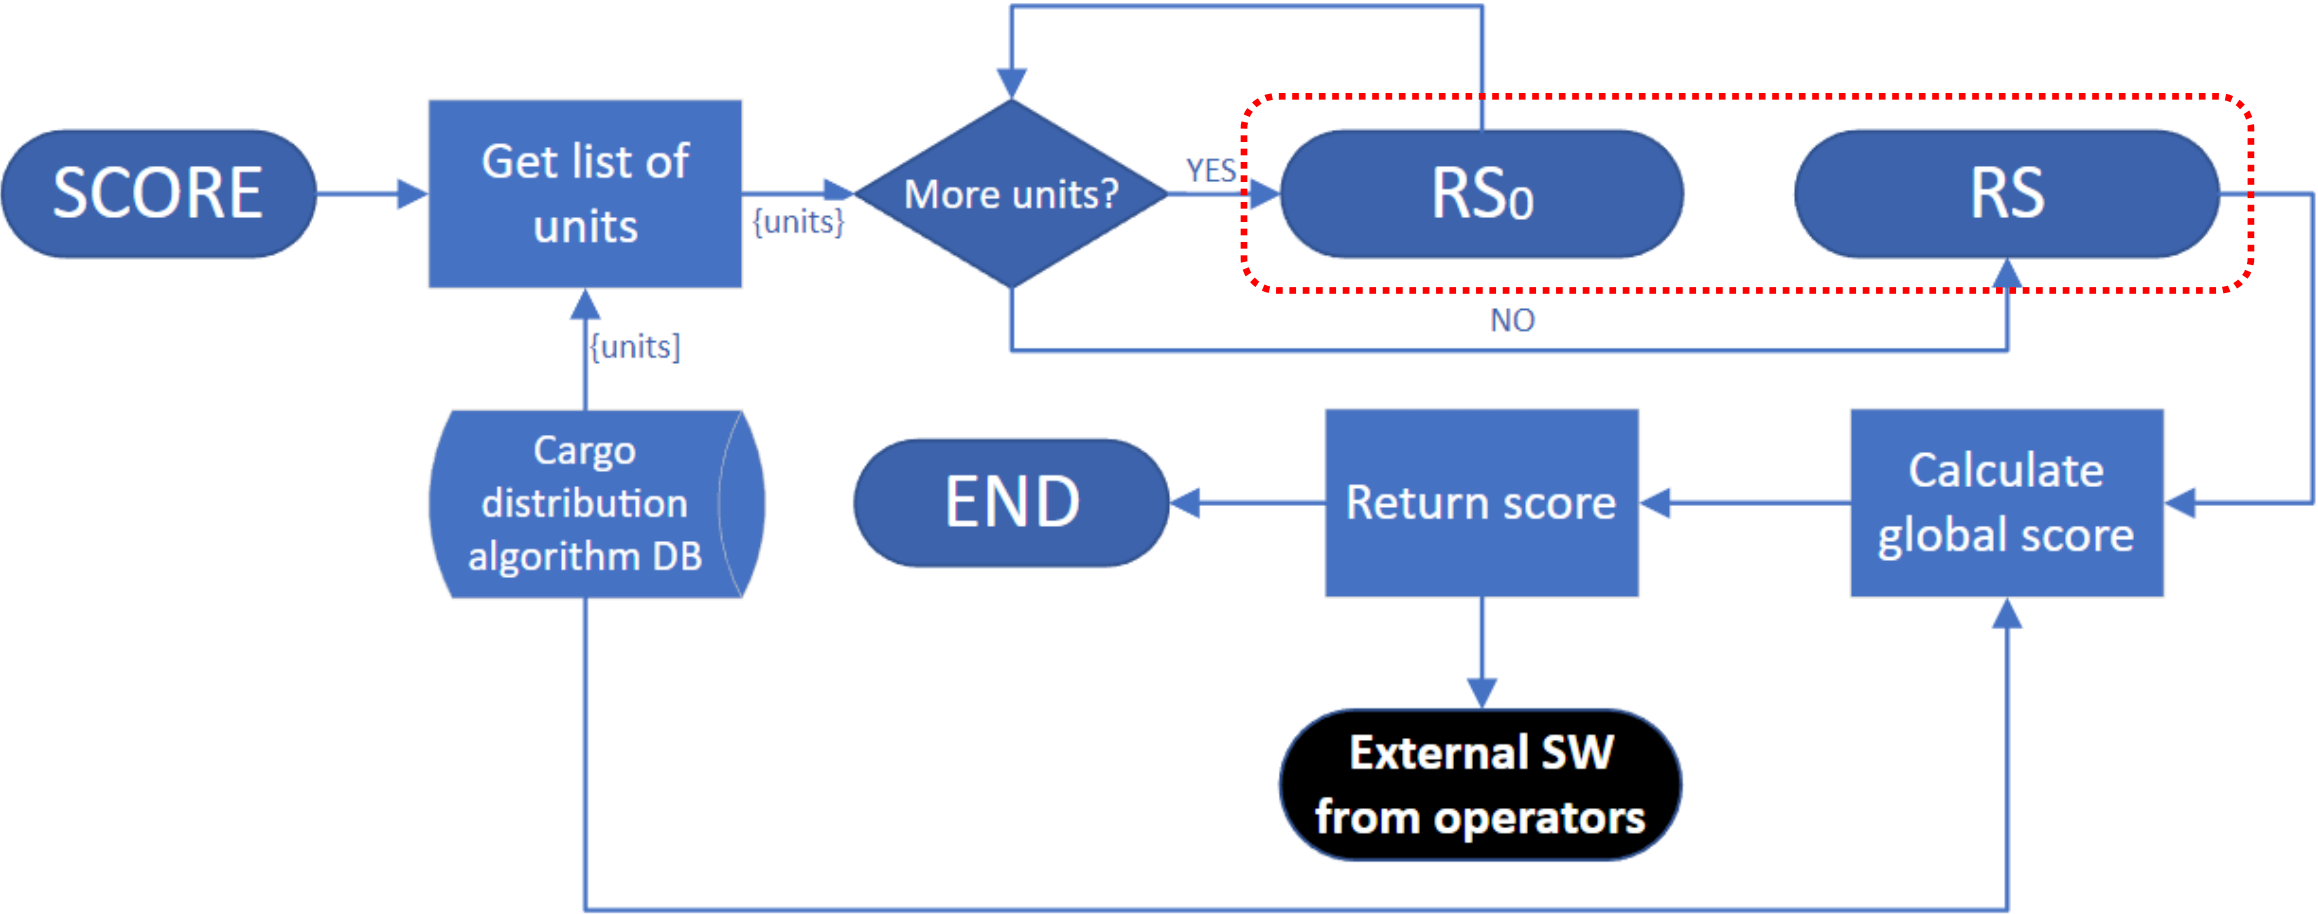 SCORE
Get list of
units
{units}
More units?
YES
RS₀
RS
NO
{units]
Cargo
distribution
algorithm DB
END
Return score
Calculate
global score
External SW
from operators